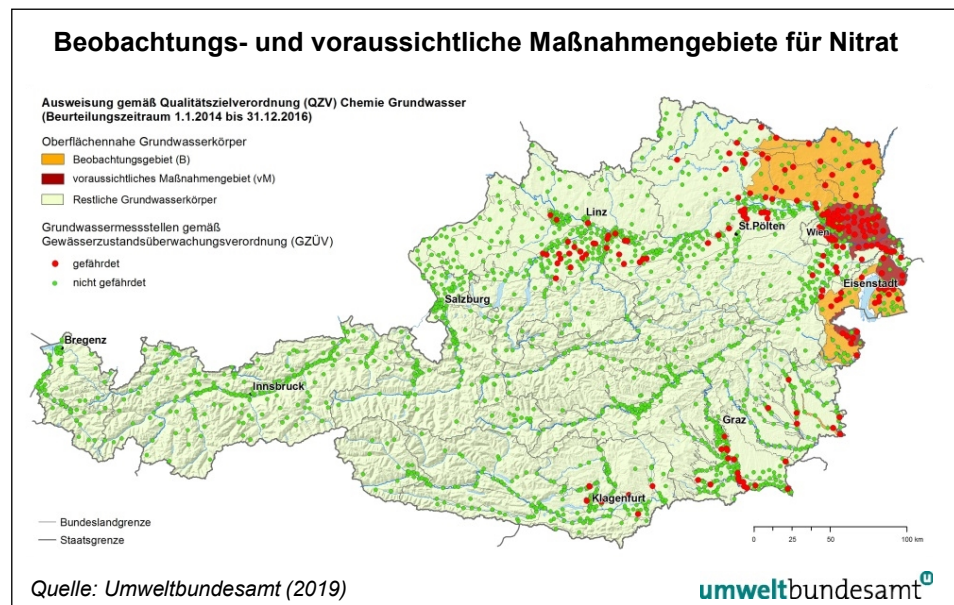 Beobachtungs- und voraussichtliche Maßnahmengebiete für Nitrat
Ausweisung gemäß Qualitätszielverordnung (QZV) Chemie Grundwasser
(Beurteilungszeitraum 1.1.2014 bis 31.12.2016)
Oberflächennahe Grundwasserkörper
Beobachtungsgebiet (B)
voraussichtliches Maßnahmengebiet (vM)
Restliche Grundwasserkörper
Grundwassermessstellen gemäß
Gewässerzustandsüberwachungsverordnung (GZÜV)
gefährdet
nicht gefährdet
Linz
St.Pölten
Wien
Eisenstadt
Salzburg
Bregenz
Innsbruck
Graz
Klagenfurt
Bundeslandgrenze
Staatsgrenze
0 25 50 100 km
Quelle: Umweltbundesamt (2019)
umweltbundesamt u